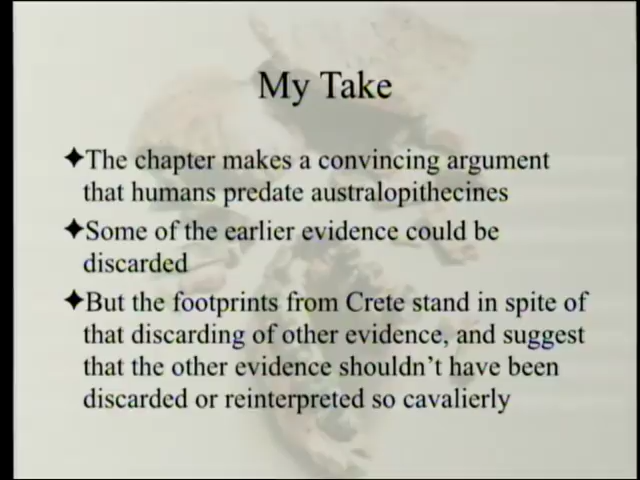 My Take
✦The chapter makes a convincing argument
that humans predate australopithecines
✦Some of the earlier evidence could be
discarded
✦But the footprints from Crete stand in spite of
that discarding of other evidence, and suggest
that the other evidence shouldn’t have been
discarded or reinterpreted so cavalierly